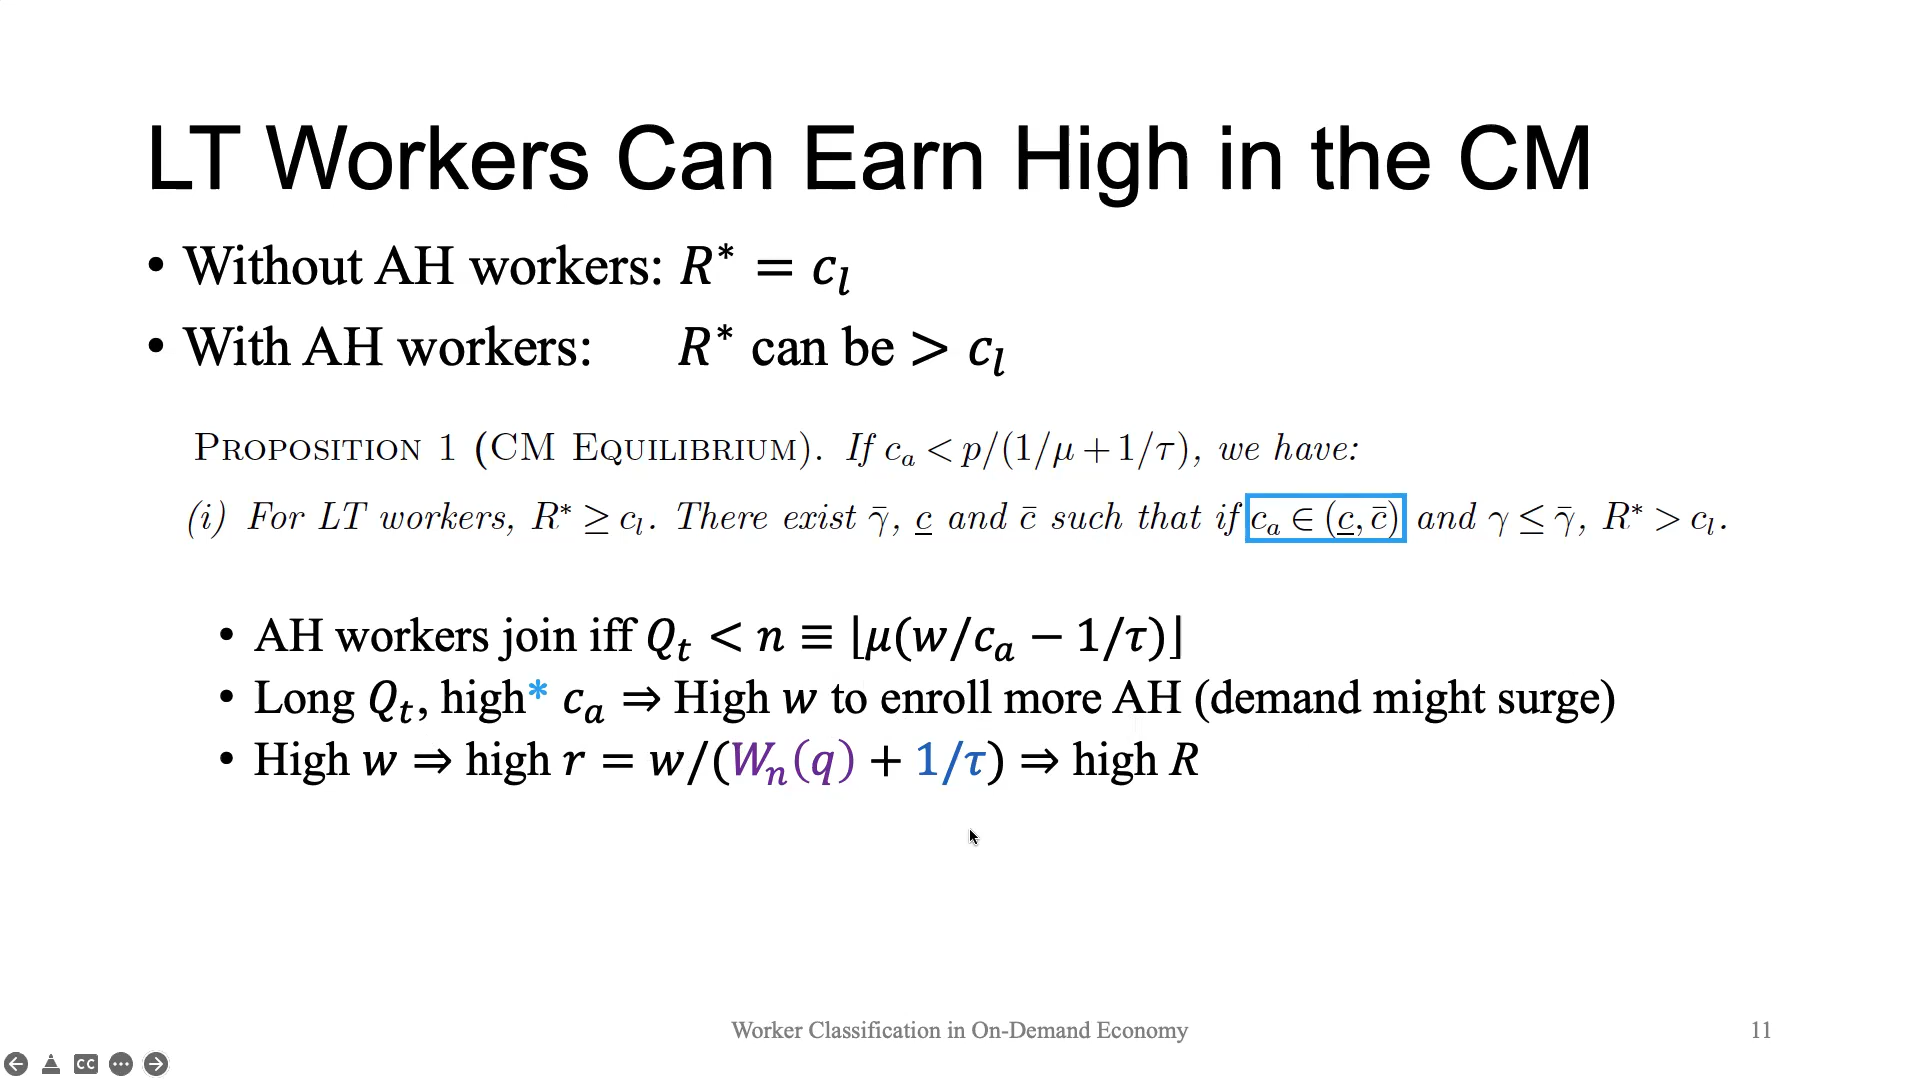 LT Workers Can Earn High in the CM
• Without AH workers: R* = c_l
• With AH workers: R* can be > c_l
PROPOSITION 1 (CM EQUILIBRIUM). If c_a < p/(1/μ + 1/τ), we have:
(i) For LT workers, R* ≥ c_l. There exist γ̄, c̲ and c̄ such that if c_a ∈ (c̲, c̄) and γ ≤ γ̄, R* > c_l.
• AH workers join iff Q_t < n ≡ ⌊μ(w/c_a − 1/τ)⌋
• Long Q_t, high* c_a ⇒ High w to enroll more AH (demand might surge)
• High w ⇒ high r = w/(W_n(q) + 1/τ) ⇒ high R
Worker Classification in On-Demand Economy
11
CC